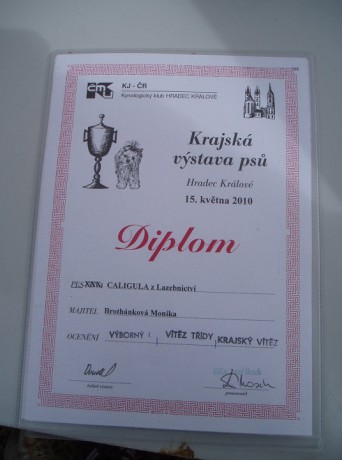 KJ - ČR
Kynologický klub HRADEC KRÁLOVÉ
Krajská
výstava psů
Hradec Králové
15. května 2010
Diplom
PES CALIGULA z Lazebnictví
MAJITEL Brothánková Monika
OCENĚNÍ VÝBORNÝ 1 VÍTĚZ TŘÍDY KRAJSKÝ VÍTĚZ